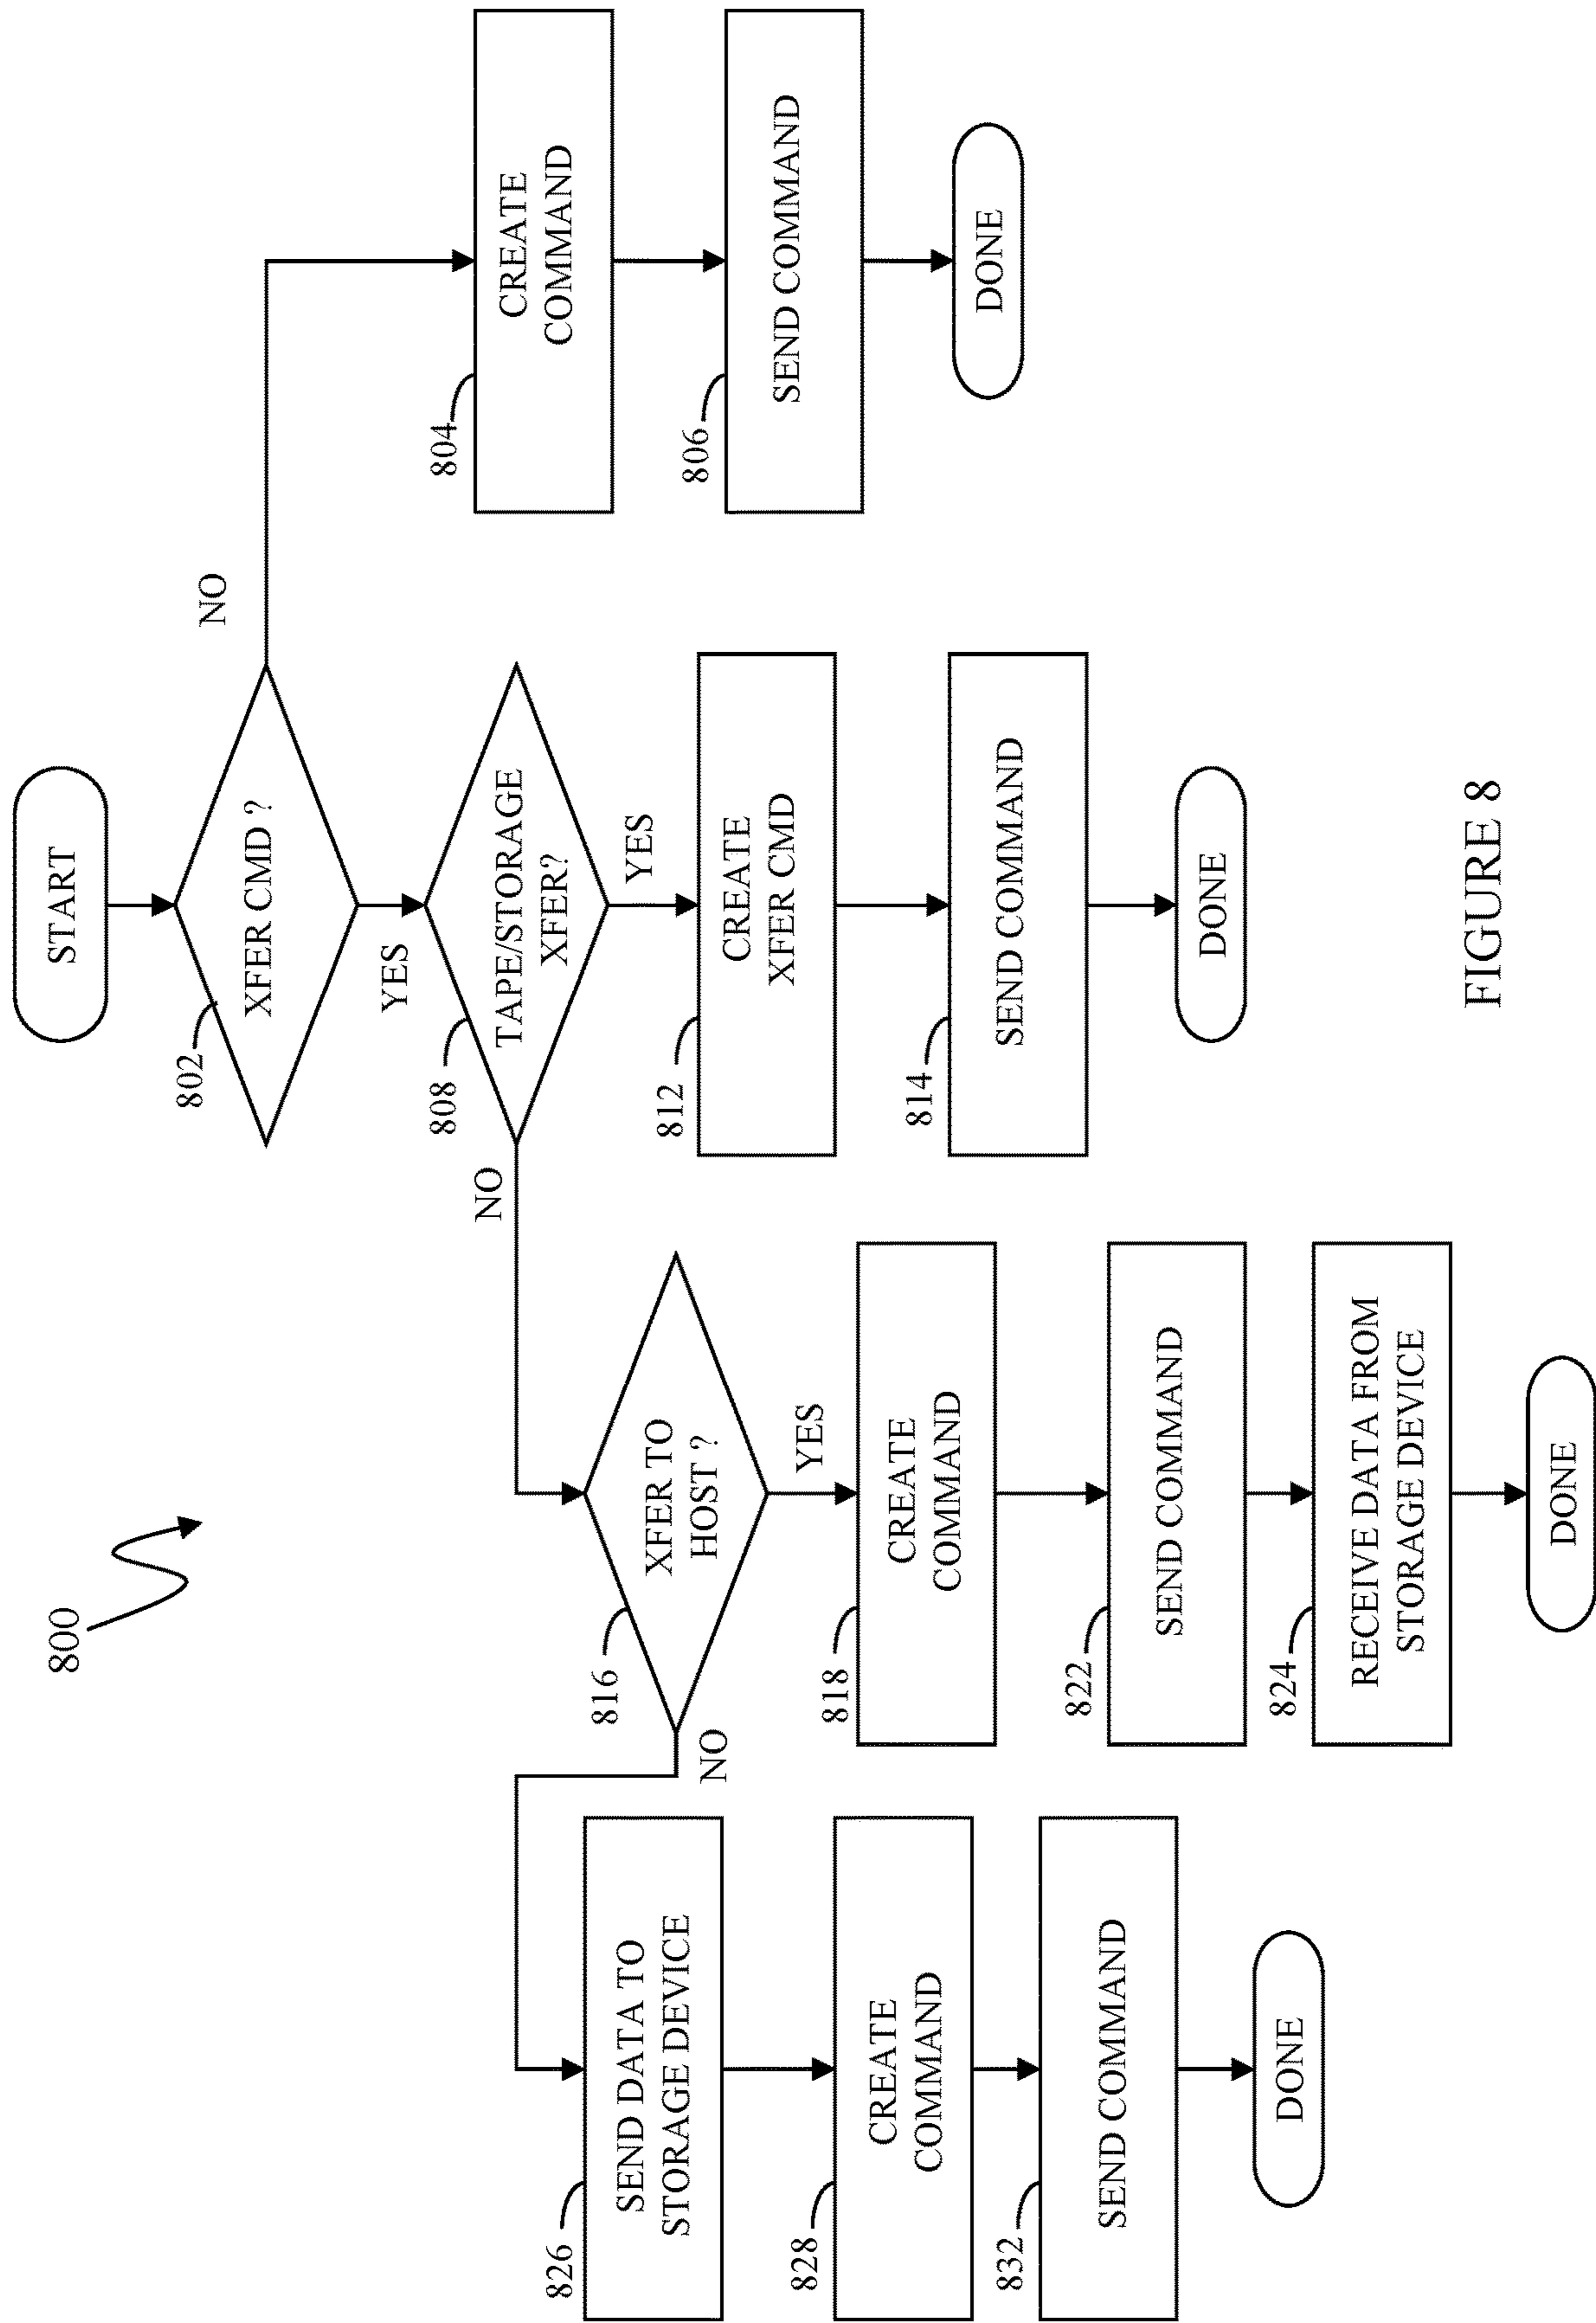 800
START
802
XFER CMD ?
NO
YES
804
CREATE
COMMAND
806
SEND COMMAND
DONE
808
TAPE/STORAGE
XFER?
NO
YES
812
CREATE
XFER CMD
814
SEND COMMAND
DONE
816
XFER TO
HOST ?
NO
YES
818
CREATE
COMMAND
822
SEND COMMAND
824
RECEIVE DATA FROM
STORAGE DEVICE
DONE
826
SEND DATA TO
STORAGE DEVICE
828
CREATE
COMMAND
832
SEND COMMAND
DONE
FIGURE 8